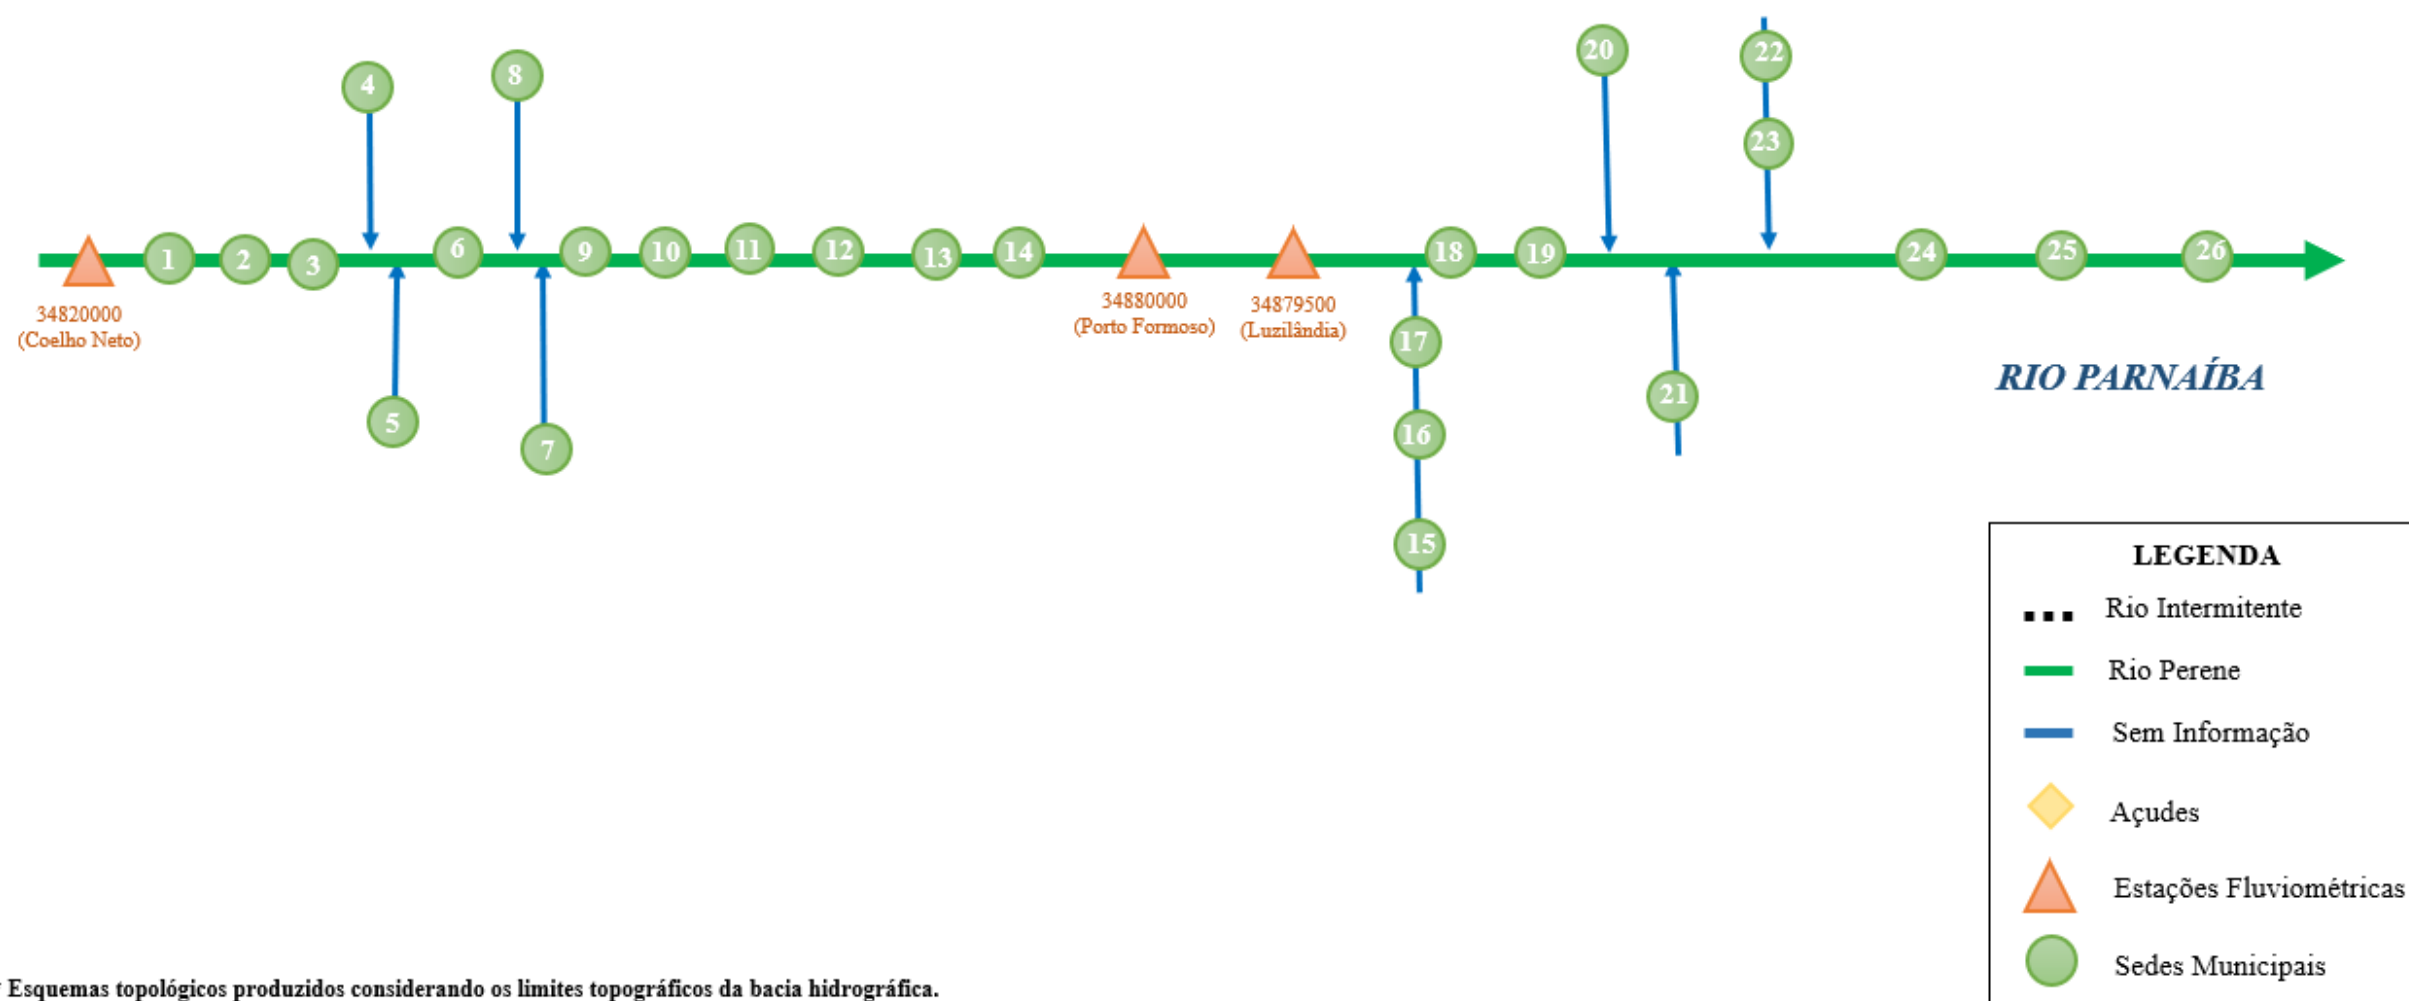 20
22
4
8
23
1
2
3
6
9
10
11
12
13
14
18
19
24
25
26
34820000
(Coelho Neto)
34880000
(Porto Formoso)
34879500
(Luzilândia)
17
16
15
5
7
21
RIO PARNAÍBA
LEGENDA
Rio Intermitente
Rio Perene
Sem Informação
Açudes
Estações Fluviométricas
Sedes Municipais
Esquemas topológicos produzidos considerando os limites topográficos da bacia hidrográfica.